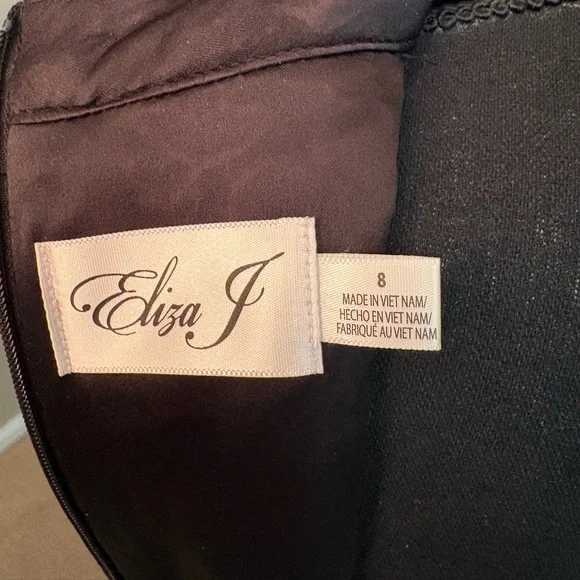 Eliza J
8
MADE IN VIET NAM/
HECHO EN VIET NAM/
FABRIQUÉ AU VIET NAM